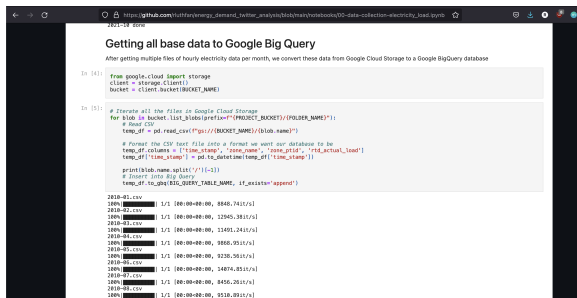 https://github.com/rluthfan/energy_demand_twitter_analysis/blob/main/notebooks/00-data-collection-electricity_load.ipynb
2021-10 done
Getting all base data to Google Big Query
After getting multiple files of hourly electricity data per month, we convert these data from Google Cloud Storage to a Google BigQuery database
In [4]: from google.cloud import storage
client = storage.Client()
bucket = client.bucket(BUCKET_NAME)
In [5]: # Iterate all the files in Google Cloud Storage
for blob in bucket.list_blobs(prefix=f"{PROJECT_BUCKET}/{FOLDER_NAME}"):
# Read CSV
temp_df = pd.read_csv(f"gs://{BUCKET_NAME}/{blob.name}")
# Format the CSV text file into a format we want our database to be
temp_df.columns = ['time_stamp', 'zone_name', 'zone_ptid', 'rtd_actual_load']
temp_df['time_stamp'] = pd.to_datetime(temp_df['time_stamp'])
print(blob.name.split('/')[-1])
# Insert into Big Query
temp_df.to_gbq(BIG_QUERY_TABLE_NAME, if_exists='append')
2010-01.csv
100%| | 1/1 [00:00<00:00, 8848.74it/s]
2010-02.csv
100%| | 1/1 [00:00<00:00, 12945.38it/s]
2010-03.csv
100%| | 1/1 [00:00<00:00, 11491.24it/s]
2010-04.csv
100%| | 1/1 [00:00<00:00, 9868.95it/s]
2010-05.csv
100%| | 1/1 [00:00<00:00, 9238.56it/s]
2010-06.csv
100%| | 1/1 [00:00<00:00, 14074.85it/s]
2010-07.csv
100%| | 1/1 [00:00<00:00, 8456.26it/s]
2010-08.csv
100%| | 1/1 [00:00<00:00, 9510.89it/s]